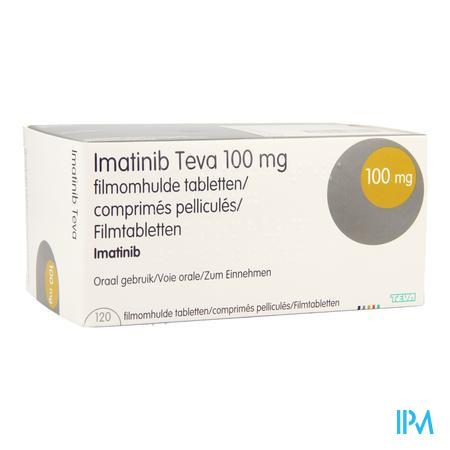 Imatinib Teva 100 mg
filmomhulde tabletten/
comprimés pelliculés/
Filmtabletten
Imatinib
Oraal gebruik/Voie orale/Zum Einnehmen
120 filmomhulde tabletten/comprimés pelliculés/Filmtabletten
100 mg
TEVA
Imatinib Teva
100 mg
IPM